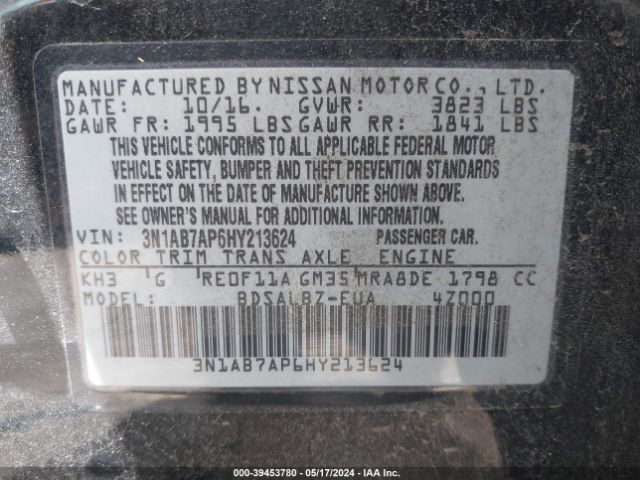 MANUFACTURED BY NISSAN MOTOR CO., LTD.
DATE: 10/16. GVWR: 3823 LBS
GAWR FR: 1995 LBS GAWR RR: 1841 LBS
THIS VEHICLE CONFORMS TO ALL APPLICABLE FEDERAL MOTOR
VEHICLE SAFETY, BUMPER AND THEFT PREVENTION STANDARDS
IN EFFECT ON THE DATE OF MANUFACTURE SHOWN ABOVE.
SEE OWNER'S MANUAL FOR ADDITIONAL INFORMATION.
VIN: 3N1AB7AP6HY213624 PASSENGER CAR.
COLOR TRIM TRANS AXLE ENGINE
KH3 G RE0F11A GM35 MRA8DE 1798 CC
MODEL: BDSALBZ-EUA 4Z000
3N1AB7AP6HY213624
000-39453780 - 05/17/2024 - IAA Inc.